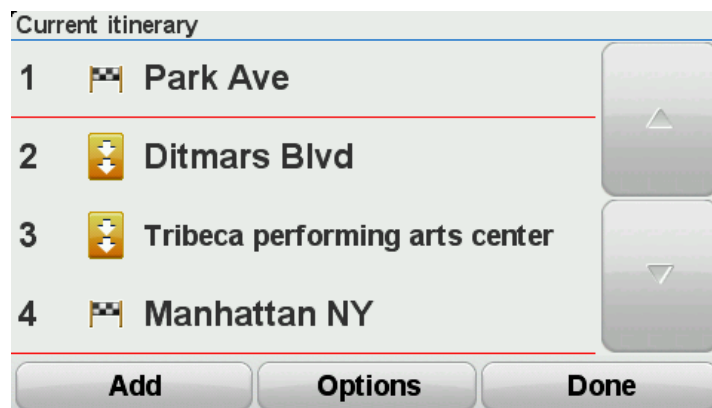 Current itinerary
1 Park Ave
2 Ditmars Blvd
3 Tribeca performing arts center
4 Manhattan NY
Add Options Done